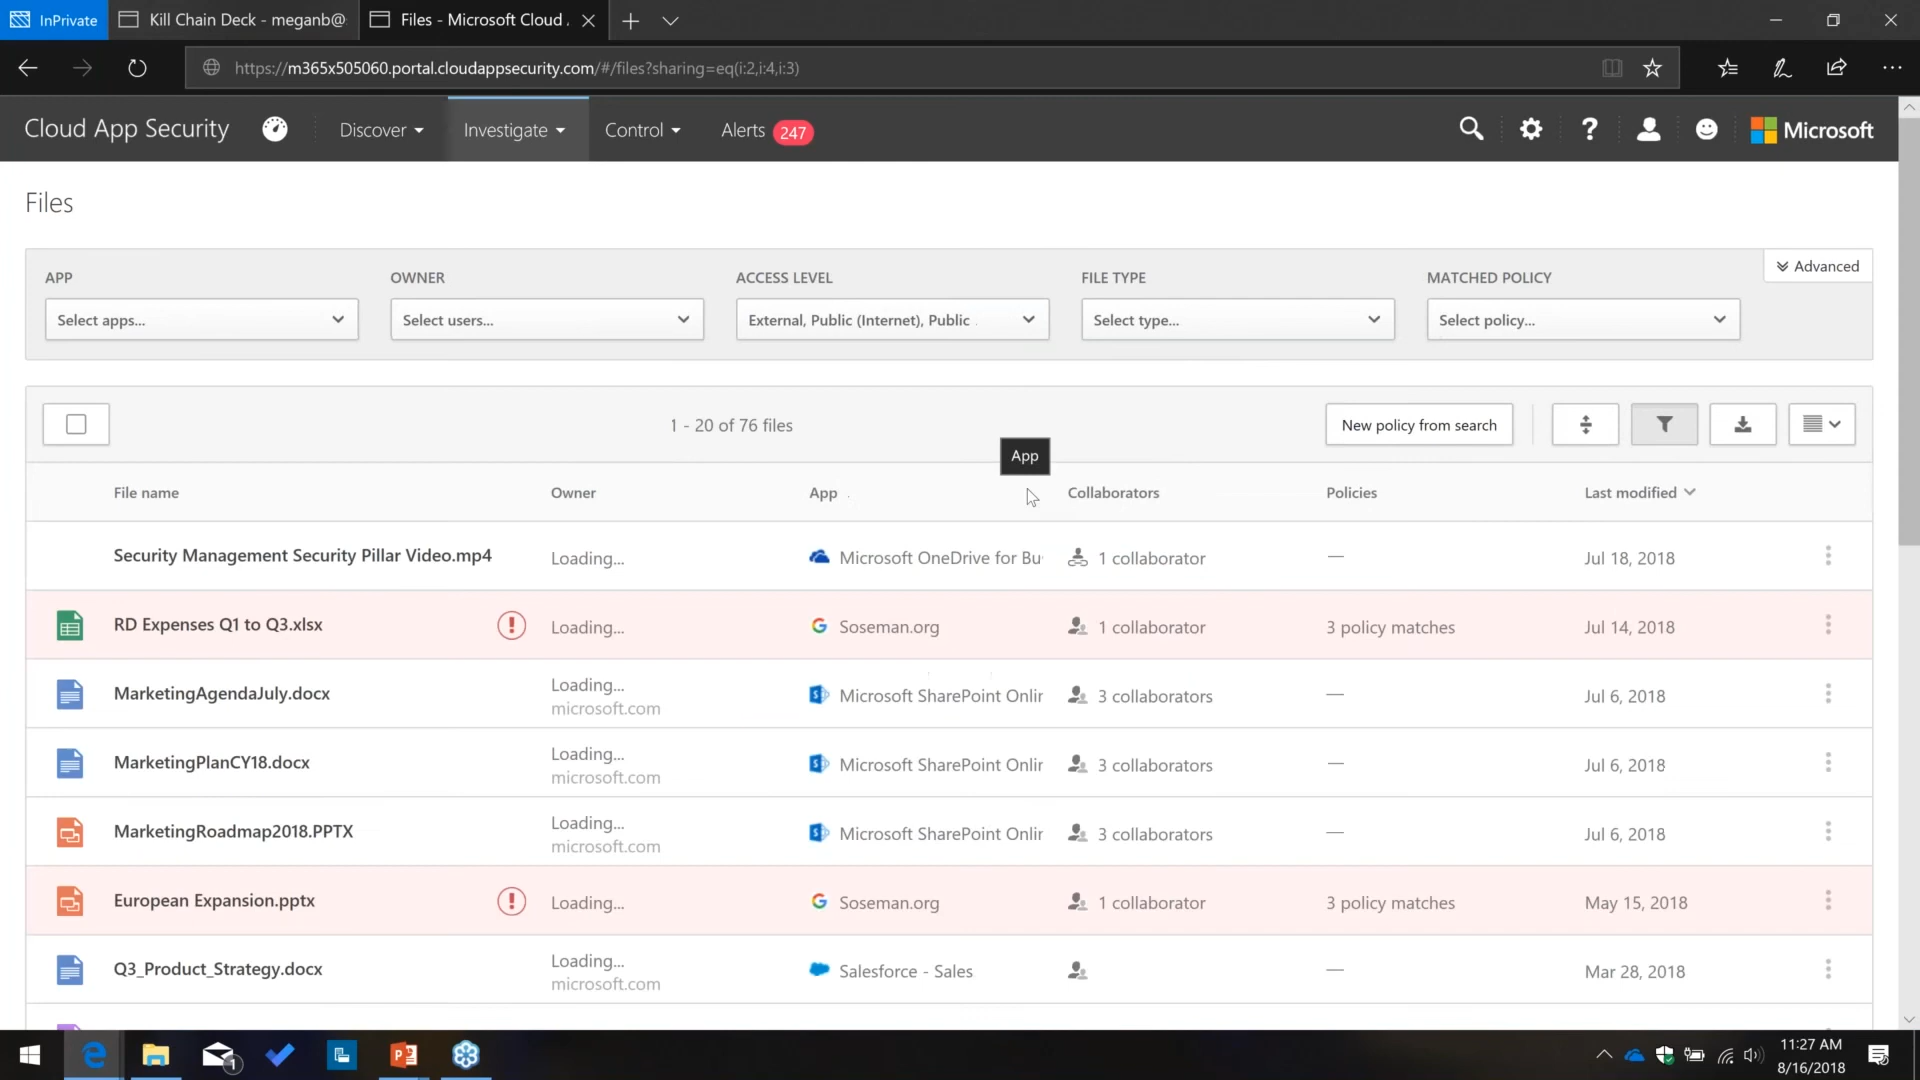 InPrivate
Kill Chain Deck - meganb@
Files - Microsoft Cloud
https://m365x505060.portal.cloudappsecurity.com/#/files?sharing=eq(i:2,i:4,i:3)
Cloud App Security
Discover
Investigate
Control
Alerts 247
Microsoft
Files
APP
OWNER
ACCESS LEVEL
FILE TYPE
MATCHED POLICY
Advanced
Select apps...
Select users...
External, Public (Internet), Public
Select type...
Select policy...
1 - 20 of 76 files
New policy from search
App
File name
Owner
App
Collaborators
Policies
Last modified
Security Management Security Pillar Video.mp4
Loading...
Microsoft OneDrive for Bu
1 collaborator
—
Jul 18, 2018
RD Expenses Q1 to Q3.xlsx
Loading...
Soseman.org
1 collaborator
3 policy matches
Jul 14, 2018
MarketingAgendaJuly.docx
Loading...
microsoft.com
Microsoft SharePoint Onlin
3 collaborators
—
Jul 6, 2018
MarketingPlanCY18.docx
Loading...
microsoft.com
Microsoft SharePoint Onlin
3 collaborators
—
Jul 6, 2018
MarketingRoadmap2018.PPTX
Loading...
microsoft.com
Microsoft SharePoint Onlin
3 collaborators
—
Jul 6, 2018
European Expansion.pptx
Loading...
Soseman.org
1 collaborator
3 policy matches
May 15, 2018
Q3_Product_Strategy.docx
Loading...
microsoft.com
Salesforce - Sales
—
Mar 28, 2018
1
11:27 AM
8/16/2018